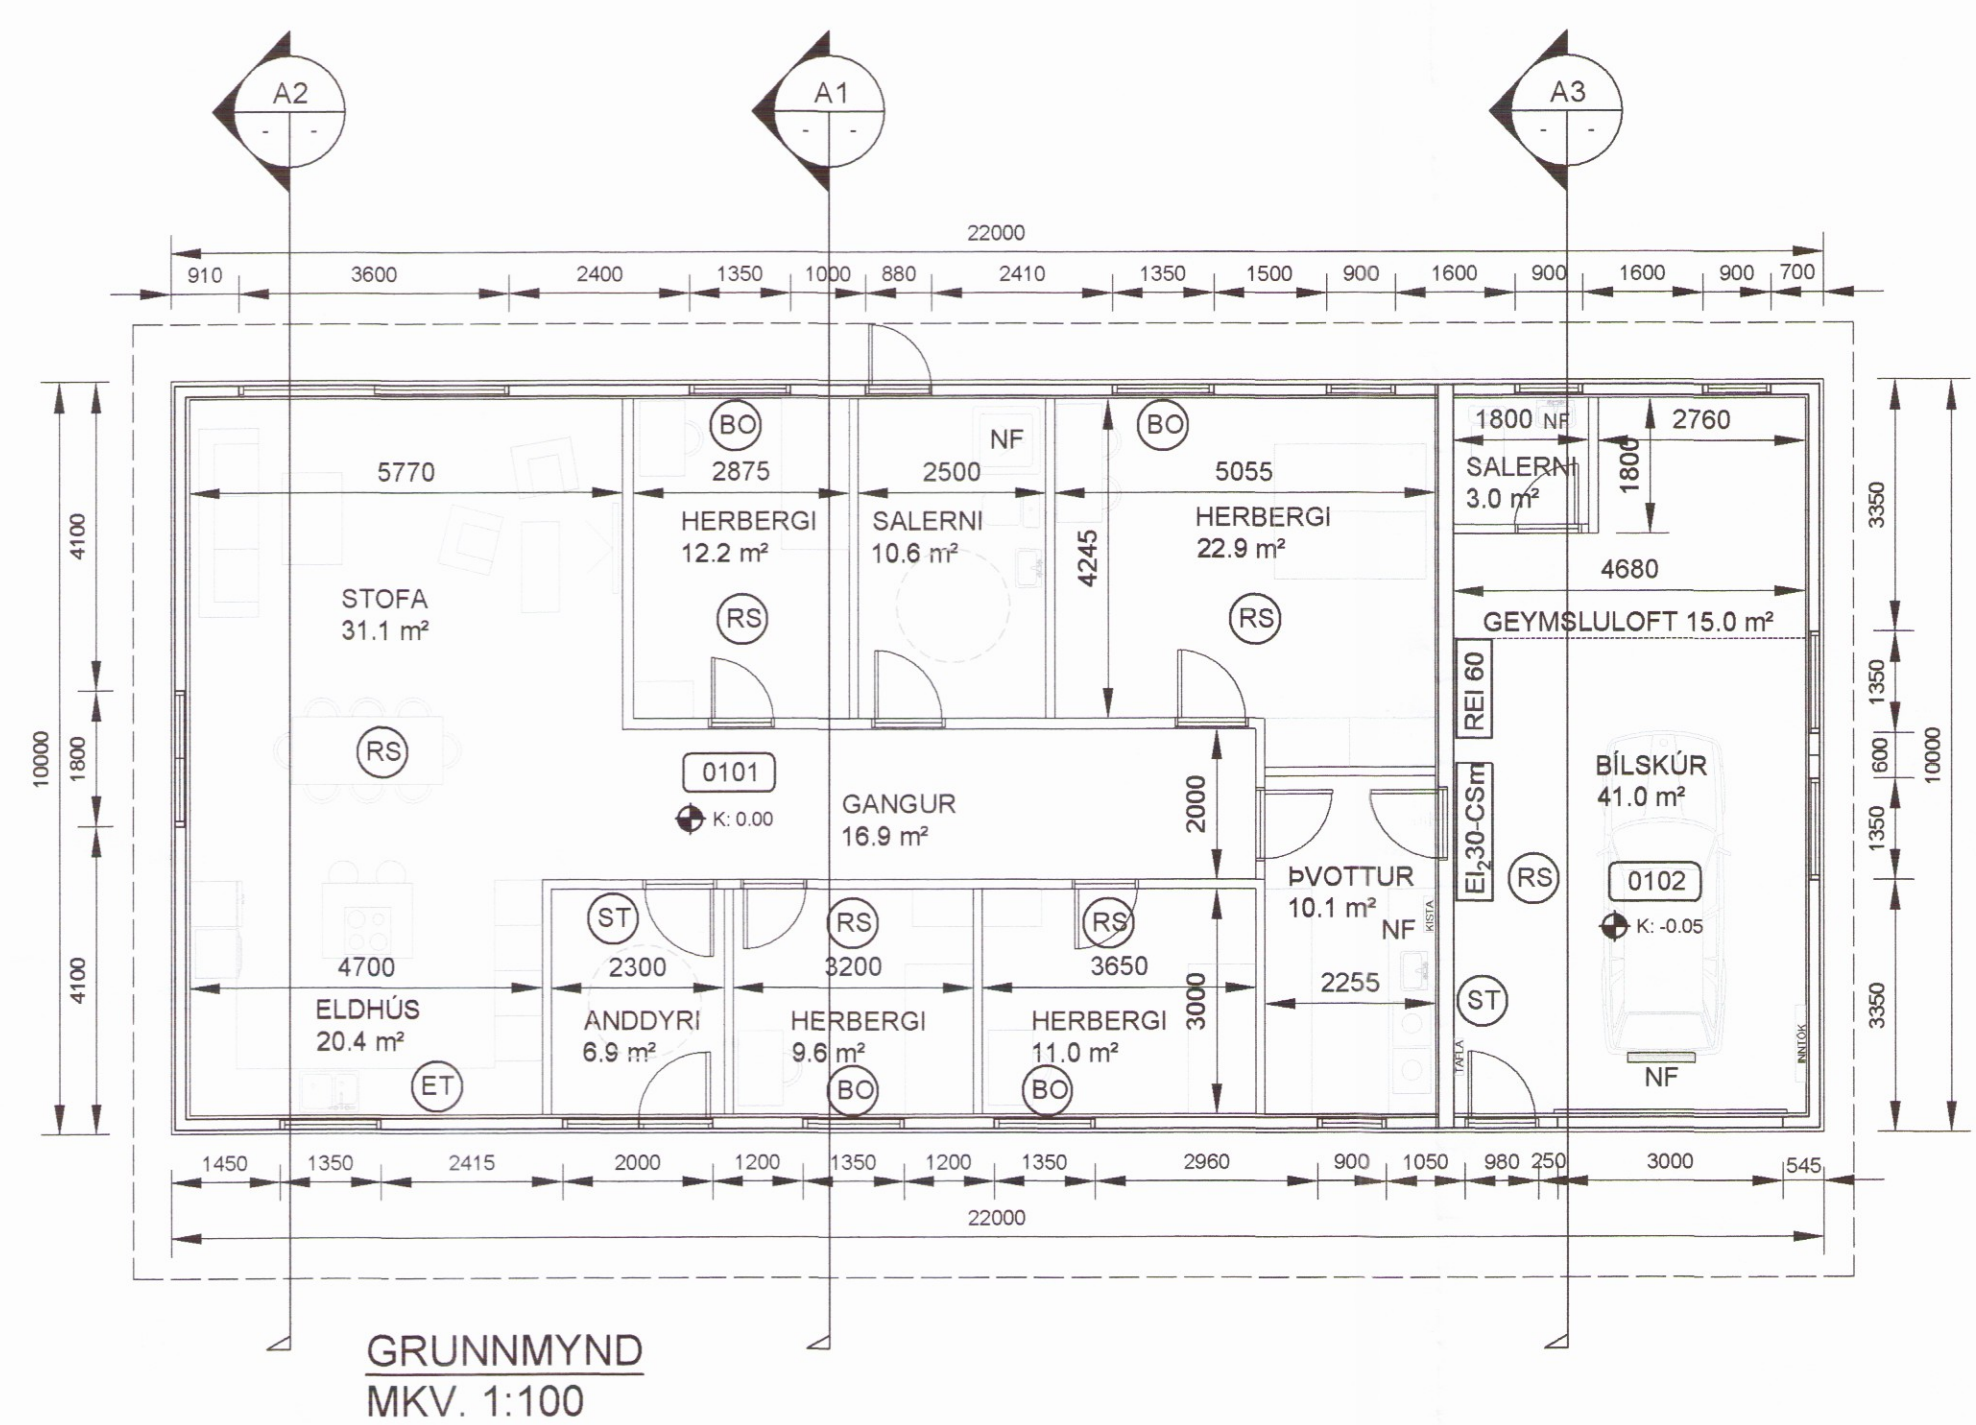 A2
- -
A1
- -
A3
- -
22000
910 3600 2400 1350 1000 880 2410 1350 1500 900 1600 900 1600 900 700
BO
NF
BO
1800 NF 2760
5770 2875 2500 5055
SALERNI
3.0 m²
1800
HERBERGI
12.2 m²
SALERNI
10.6 m²
HERBERGI
22.9 m²
4245
4100
3350
4680
STOFA
31.1 m²
RS
RS
GEYMSLULOFT 15.0 m²
REI 60
1350
RS
10000
1800
0101
K: 0.00
GANGUR
16.9 m²
2000
EI₂30-CSm
BÍLSKÚR
41.0 m²
600
10000
1350
ÞVOTTUR
10.1 m²
RS
0102
K: -0.05
ST
RS
RS
NF
KISTA
4100
4700 2300 3200 3650
3000
2255
ST
3350
ELDHÚS
20.4 m²
ANDDYRI
6.9 m²
HERBERGI
9.6 m²
HERBERGI
11.0 m²
TAFLA
INNTÖK
NF
ET
BO
BO
1450 1350 2415 2000 1200 1350 1200 1350 2960 900 1050 980 250 3000 545
22000
GRUNNMYND
MKV. 1:100